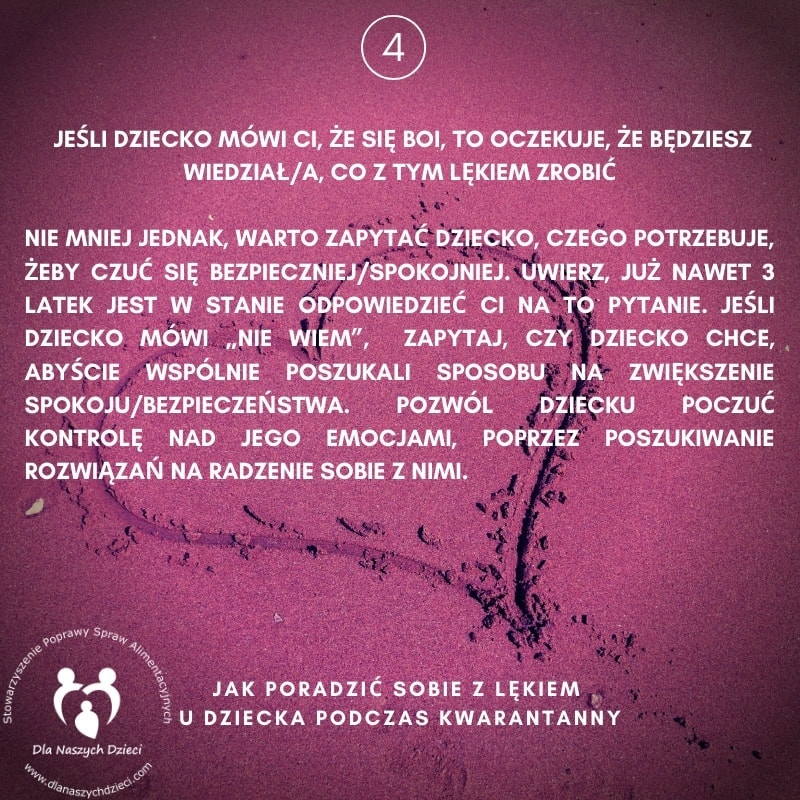 4
JEŚLI DZIECKO MÓWI CI, ŻE SIĘ BOI, TO OCZEKUJE, ŻE BĘDZIESZ
WIEDZIAŁ/A, CO Z TYM LĘKIEM ZROBIĆ
NIE MNIEJ JEDNAK, WARTO ZAPYTAĆ DZIECKO, CZEGO POTRZEBUJE,
ŻEBY CZUĆ SIĘ BEZPIECZNIEJ/SPOKOJNIEJ. UWIERZ, JUŻ NAWET 3
LATEK JEST W STANIE ODPOWIEDZIEĆ CI NA TO PYTANIE. JEŚLI
DZIECKO MÓWI „NIE WIEM”, ZAPYTAJ, CZY DZIECKO CHCE,
ABYŚCIE WSPÓLNIE POSZUKALI SPOSOBU NA ZWIĘKSZENIE
SPOKOJU/BEZPIECZEŃSTWA. POZWÓL DZIECKU POCZUĆ
KONTROLĘ NAD JEGO EMOCJAMI, POPRZEZ POSZUKIWANIE
ROZWIĄZAŃ NA RADZENIE SOBIE Z NIMI.
Stowarzyszenie Poprawy Spraw Alimentacyjnych
Dla Naszych Dzieci
www.dlanaszychdzieci.com
JAK PORADZIĆ SOBIE Z LĘKIEM
U DZIECKA PODCZAS KWARANTANNY